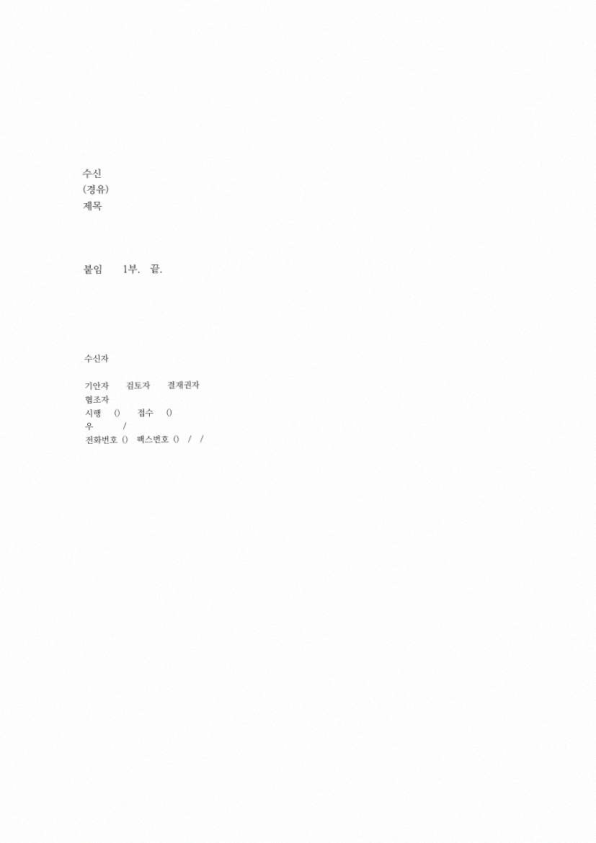 수신
(경유)
제목
붙임 1부. 끝.
수신자
기안자 검토자 결재권자
협조자
시행 () 접수 ()
우 /
전화번호 () 팩스번호 () / /